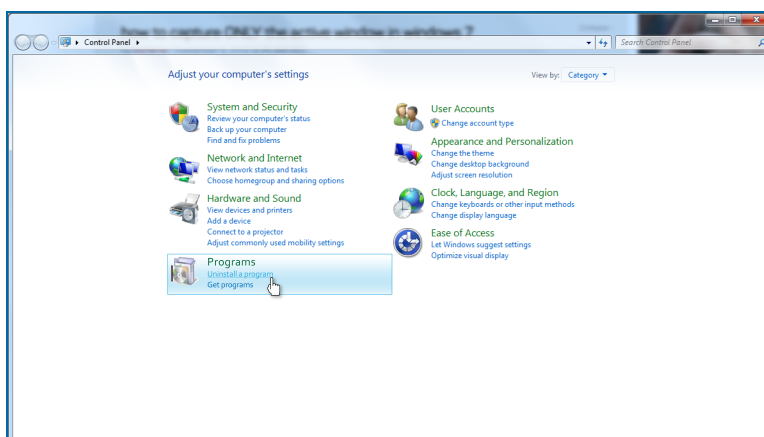 how to capture ONLY the active window in windows 7
Control Panel
Search Control Panel
Adjust your computer's settings
View by: Category
System and Security
Review your computer's status
Back up your computer
Find and fix problems
Network and Internet
View network status and tasks
Choose homegroup and sharing options
Hardware and Sound
View devices and printers
Add a device
Connect to a projector
Adjust commonly used mobility settings
Programs
Uninstall a program
Get programs
User Accounts
Change account type
Appearance and Personalization
Change the theme
Change desktop background
Adjust screen resolution
Clock, Language, and Region
Change keyboards or other input methods
Change display language
Ease of Access
Let Windows suggest settings
Optimize visual display